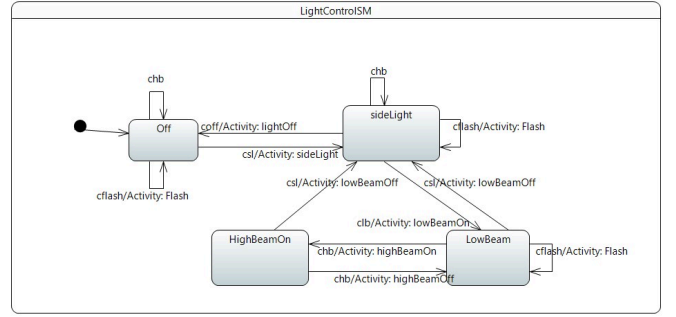 LightControlSM
chb
chb
Off
coff/Activity: lightOff
sideLight
cflash/Activity: Flash
csl/Activity: sideLight
cflash/Activity: Flash
csl/Activity: lowBeamOff
csl/Activity: lowBeamOff
clb/Activity: lowBeamOn
HighBeamOn
LowBeam
chb/Activity: highBeamOn
cflash/Activity: Flash
chb/Activity: highBeamOff